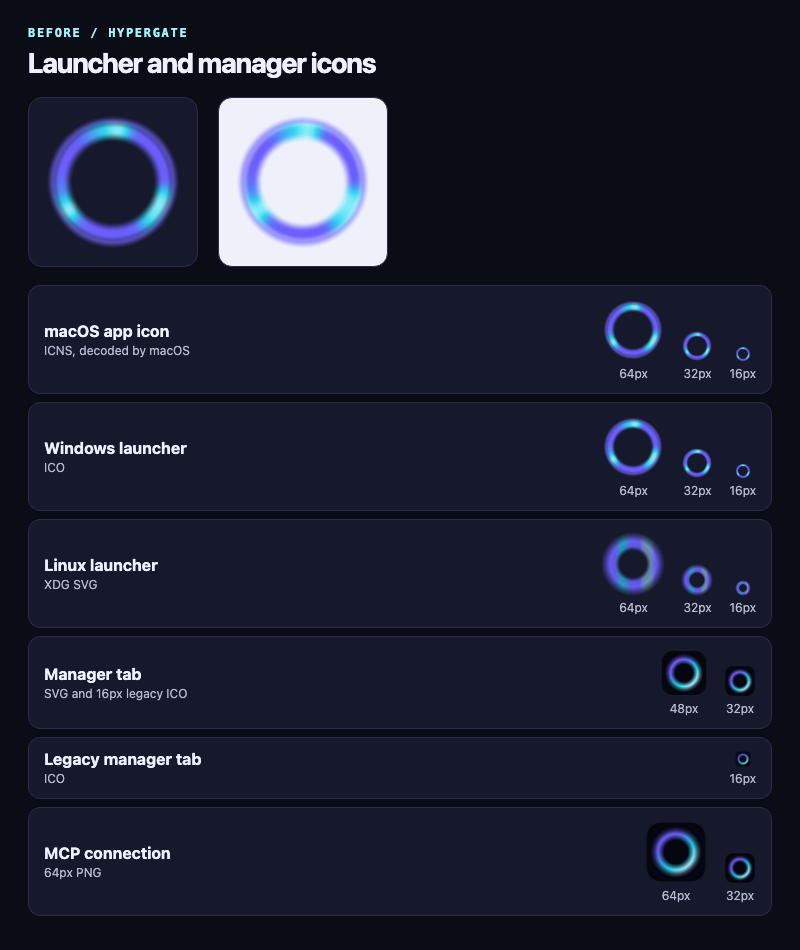 BEFORE / HYPERGATE
Launcher and manager icons
macOS app icon
ICNS, decoded by macOS
64px
32px
16px
Windows launcher
ICO
64px
32px
16px
Linux launcher
XDG SVG
64px
32px
16px
Manager tab
SVG and 16px legacy ICO
48px
32px
Legacy manager tab
ICO
16px
MCP connection
64px PNG
64px
32px